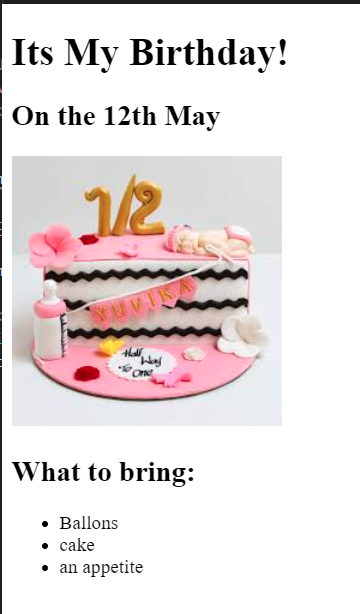 Its My Birthday!
On the 12th May
1/2
YUVIKA
Half
Way
To One
What to bring:
Ballons
cake
an appetite